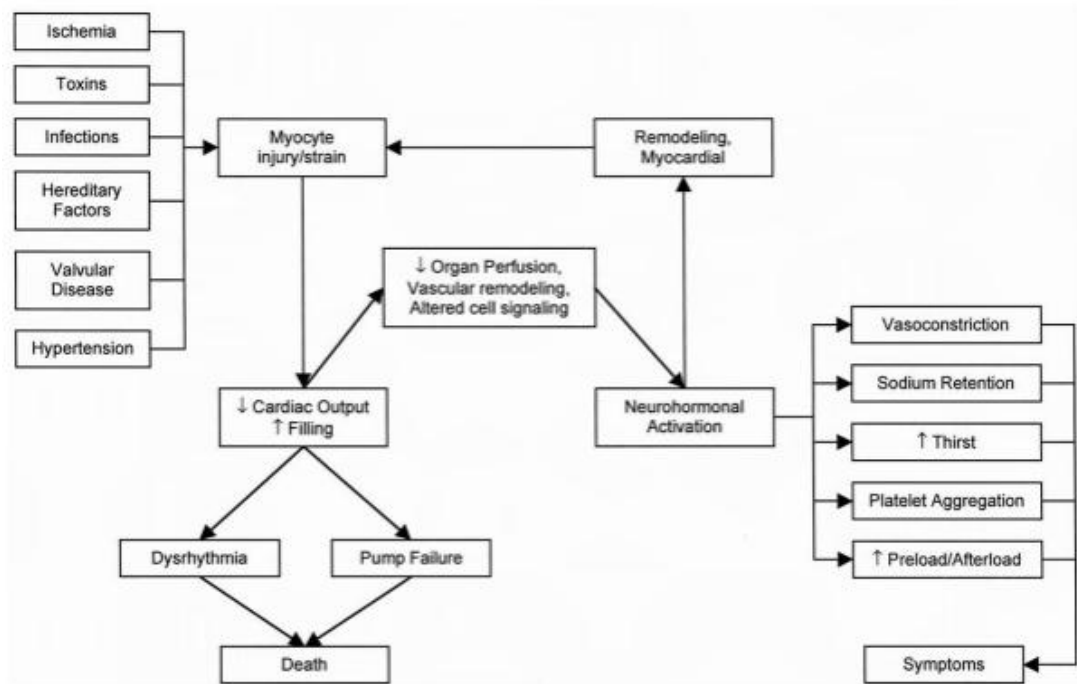 Ischemia
Toxins
Infections
Hereditary
Factors
Valvular
Disease
Hypertension
Myocyte
injury/strain
Remodeling,
Myocardial
↓ Organ Perfusion,
Vascular remodeling,
Altered cell signaling
↓ Cardiac Output
↑ Filling
Neurohormonal
Activation
Vasoconstriction
Sodium Retention
↑ Thirst
Platelet Aggregation
↑ Preload/Afterload
Dysrhythmia
Pump Failure
Death
Symptoms